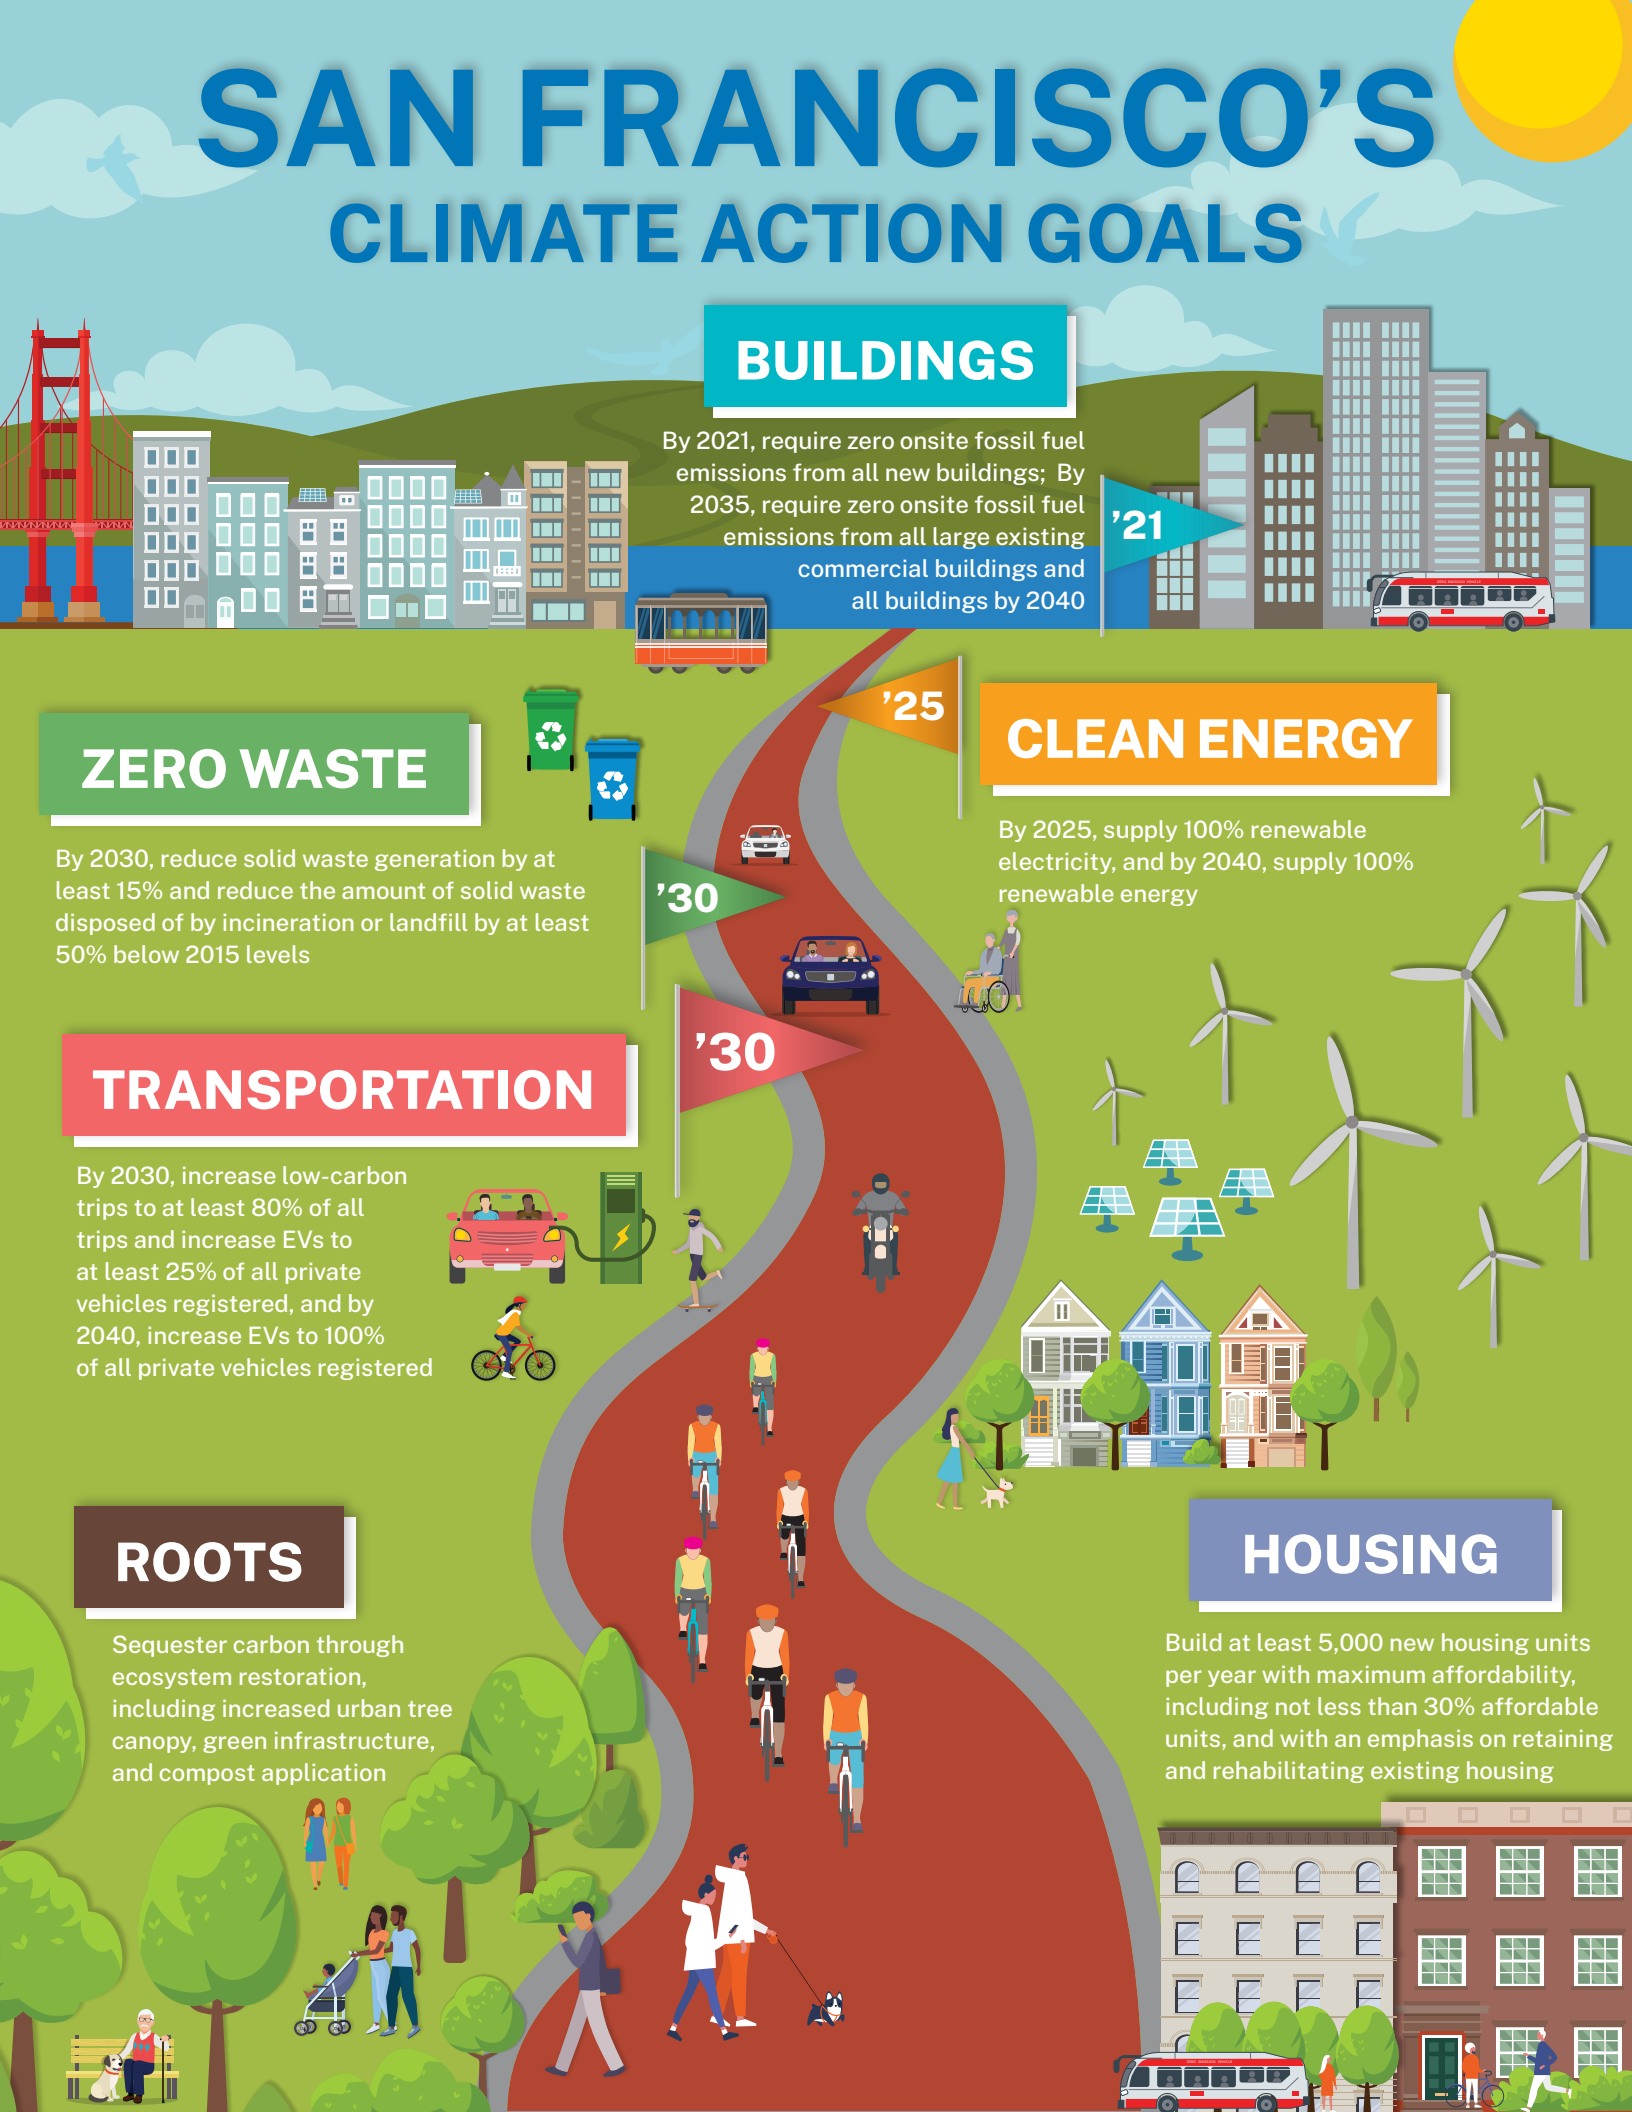 SAN FRANCISCO'S
CLIMATE ACTION GOALS
BUILDINGS
By 2021, require zero onsite fossil fuel
emissions from all new buildings; By
2035, require zero onsite fossil fuel
emissions from all large existing
commercial buildings and
all buildings by 2040
'21
ZERO EMISSION VEHICLE
'25
CLEAN ENERGY
By 2025, supply 100% renewable
electricity, and by 2040, supply 100%
renewable energy
ZERO WASTE
By 2030, reduce solid waste generation by at
least 15% and reduce the amount of solid waste
disposed of by incineration or landfill by at least
50% below 2015 levels
'30
TRANSPORTATION
'30
By 2030, increase low-carbon
trips to at least 80% of all
trips and increase EVs to
at least 25% of all private
vehicles registered, and by
2040, increase EVs to 100%
of all private vehicles registered
ROOTS
Sequester carbon through
ecosystem restoration,
including increased urban tree
canopy, green infrastructure,
and compost application
HOUSING
Build at least 5,000 new housing units
per year with maximum affordability,
including not less than 30% affordable
units, and with an emphasis on retaining
and rehabilitating existing housing
ZERO EMISSION VEHICLE